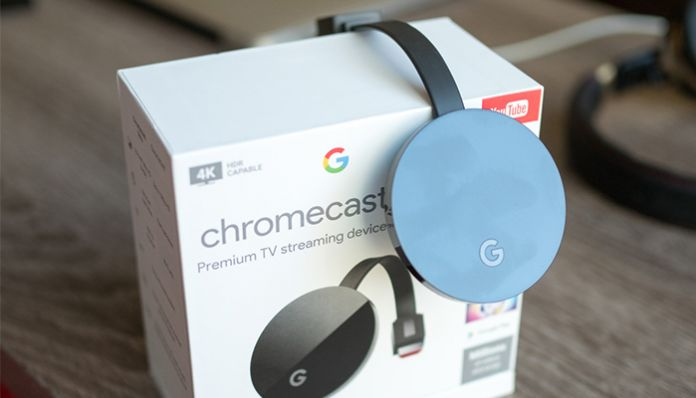 YouTube
4K
HDR
CAPABLE
G
chromecast
Premium TV streaming device
G
G